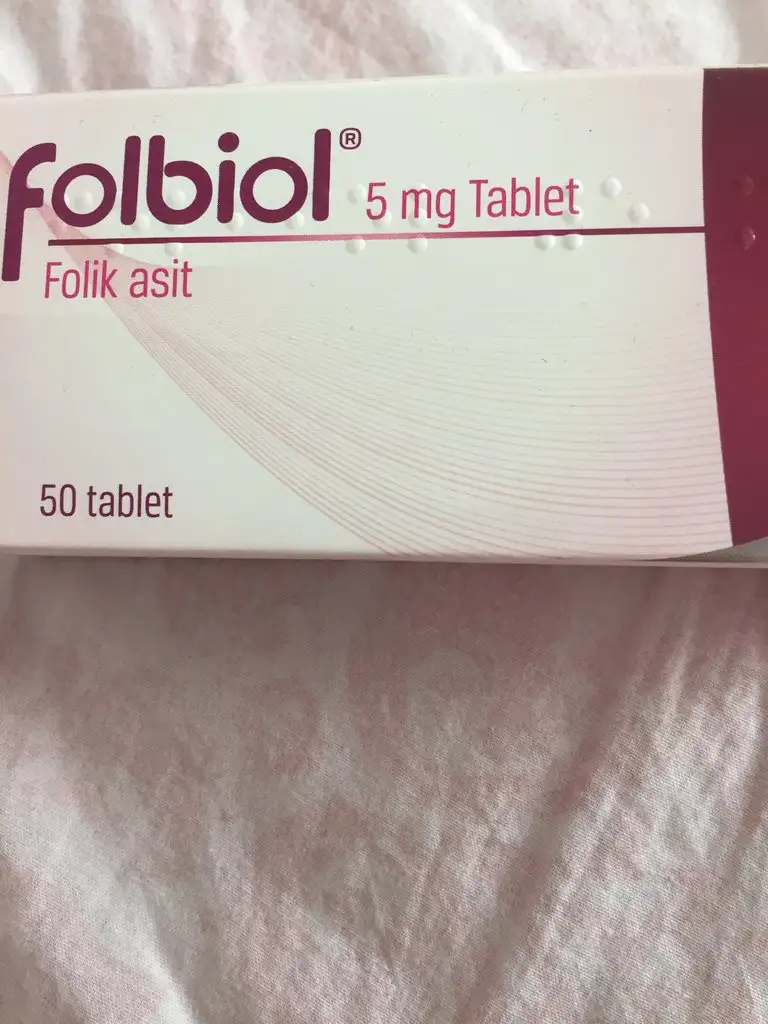 folbiol® 5 mg Tablet
Folik asit
50 tablet